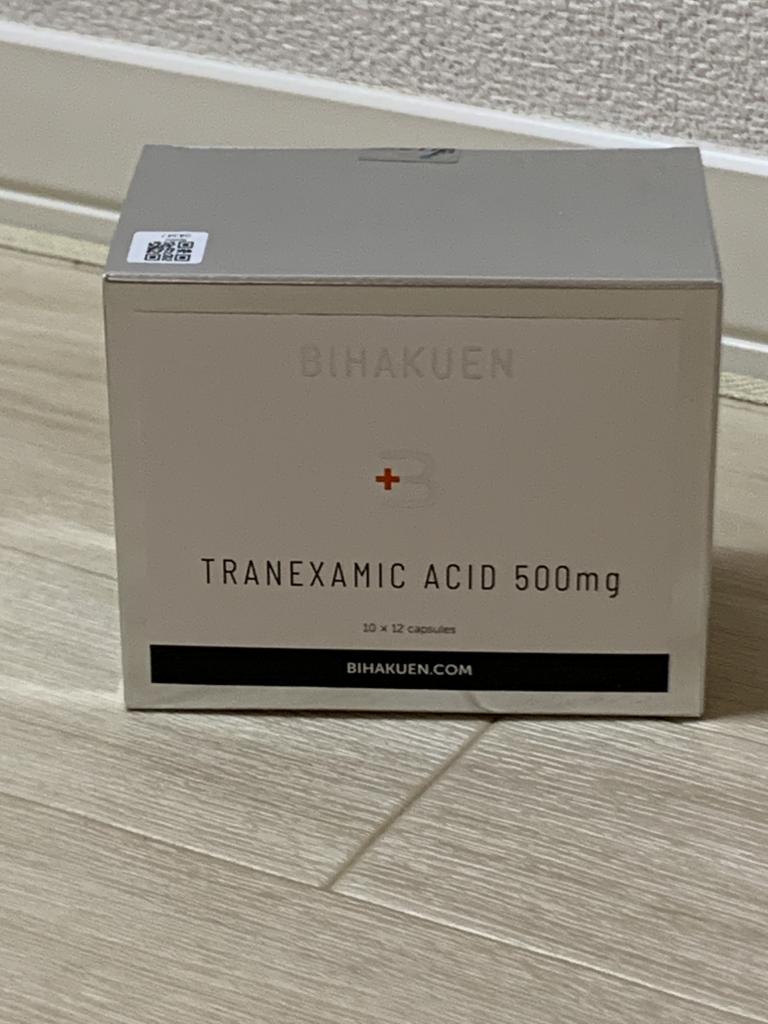 BIHAKUEN
B
TRANEXAMIC ACID 500mg
10 × 12 capsules
BIHAKUEN.COM